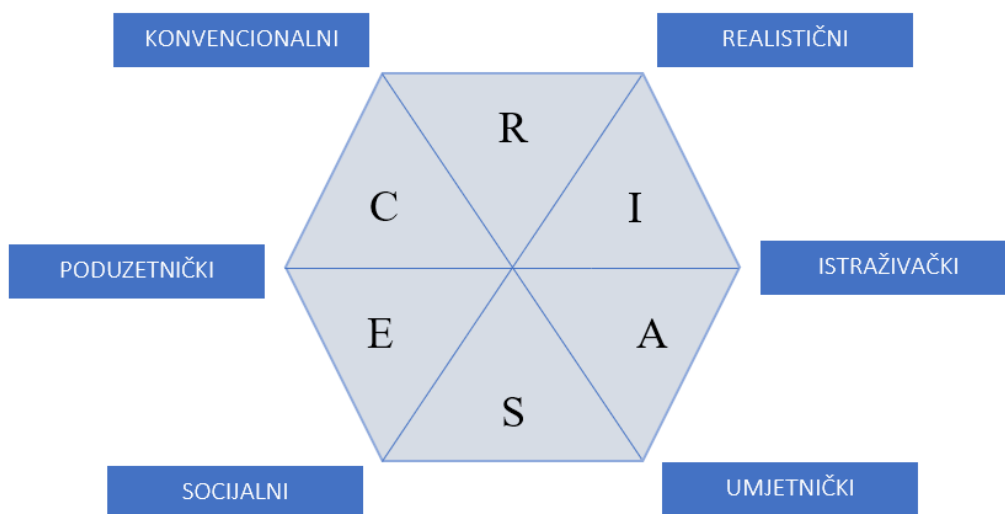 KONVENCIONALNI
REALISTIČNI
R
C
I
PODUZETNIČKI
ISTRAŽIVAČKI
E
A
S
SOCIJALNI
UMJETNIČKI